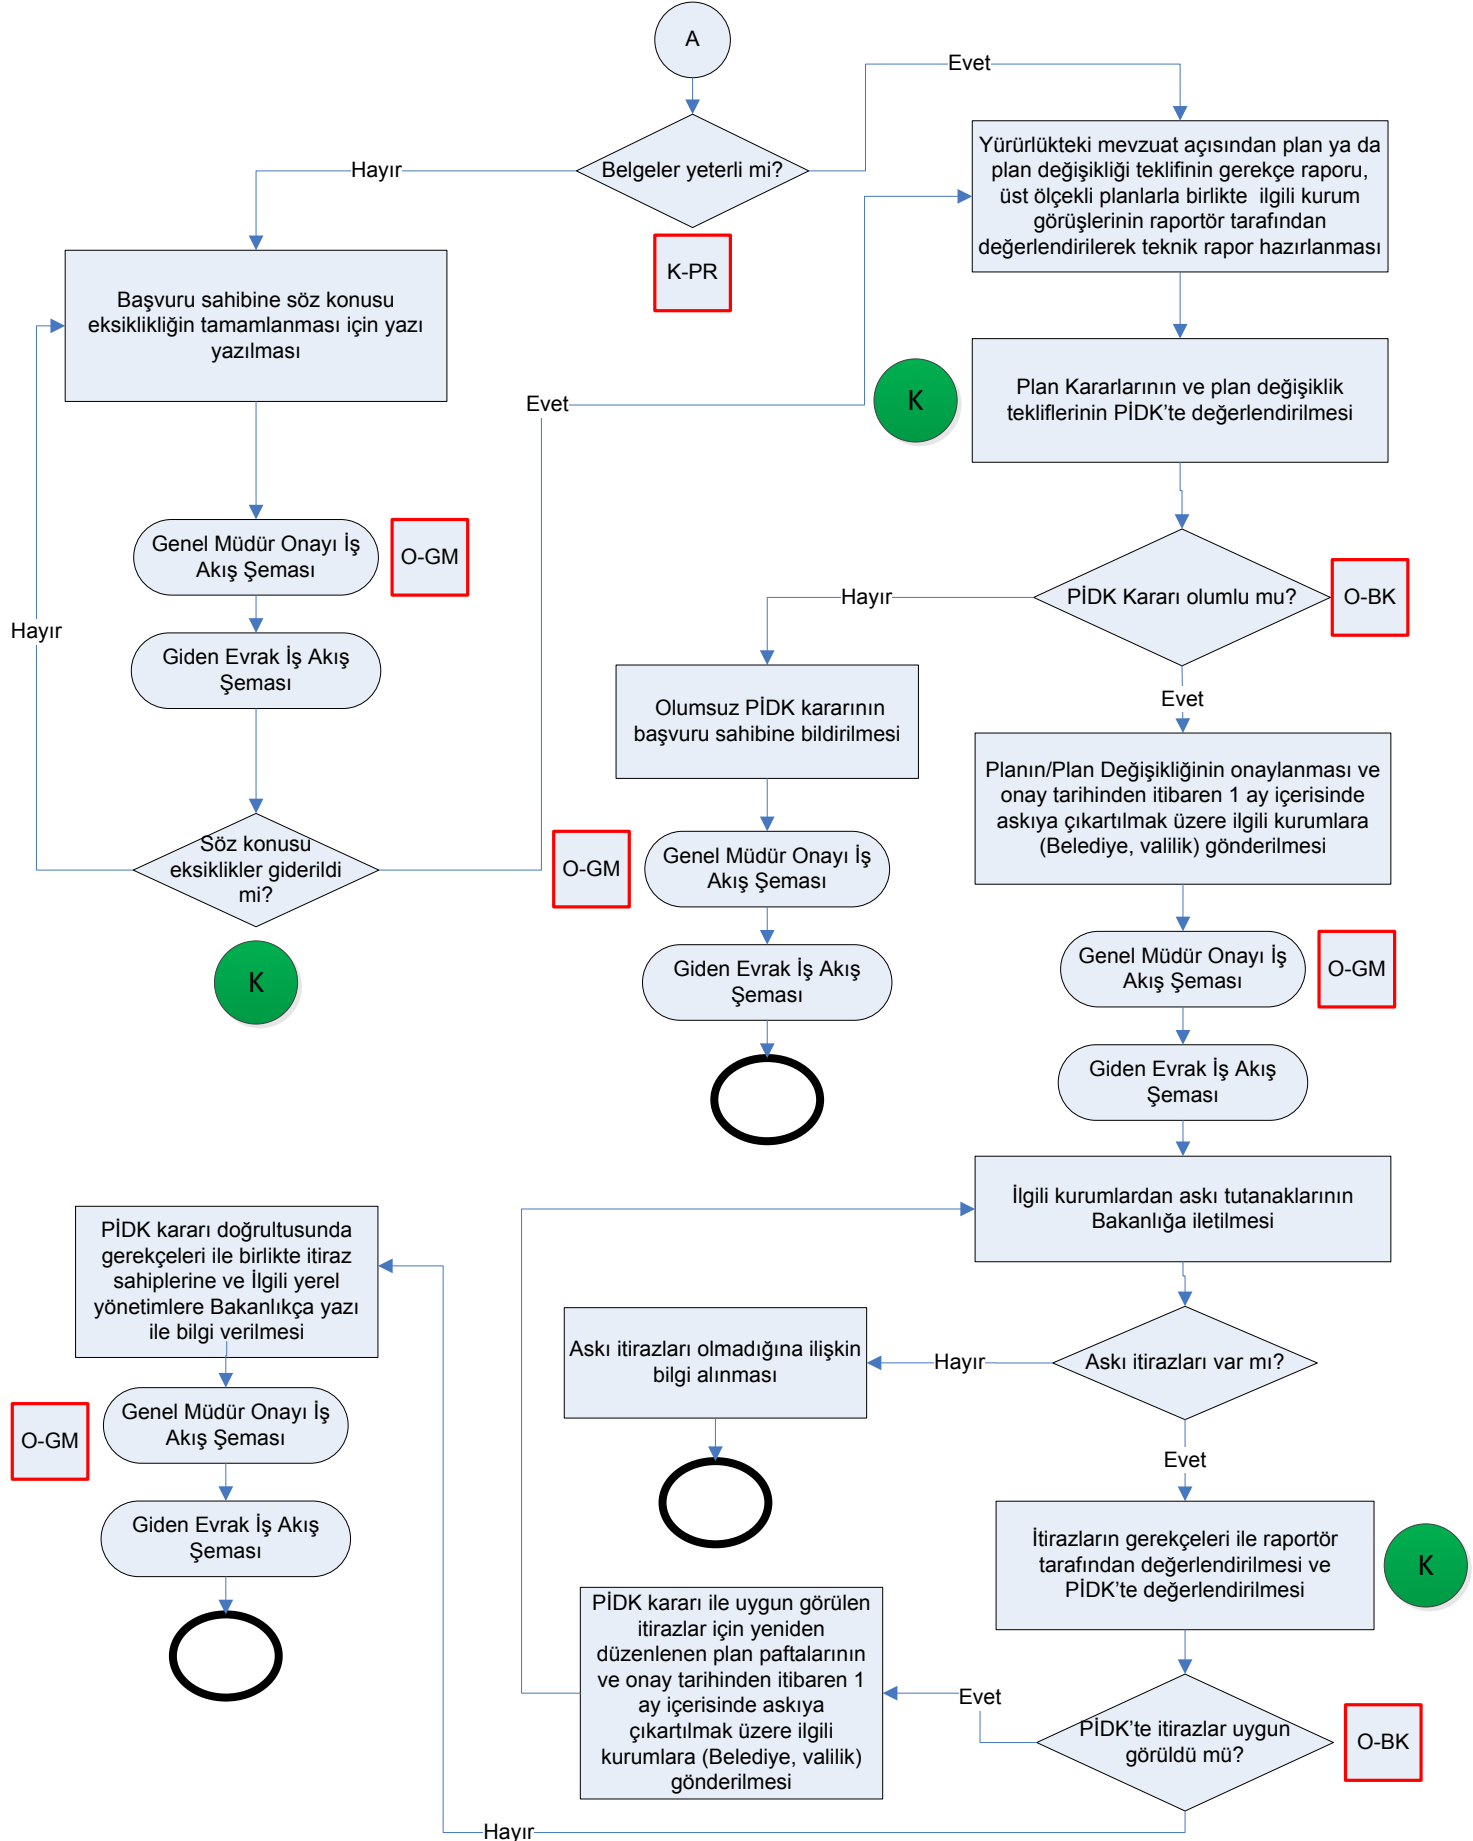 A
Evet
Belgeler yeterli mi?
Hayır
K-PR
Yürürlükteki mevzuat açısından plan ya da
plan değişikliği teklifinin gerekçe raporu,
üst ölçekli planlarla birlikte ilgili kurum
görüşlerinin raportör tarafından
değerlendirilerek teknik rapor hazırlanması
Başvuru sahibine söz konusu
eksiklikliğin tamamlanması için yazı
yazılması
Evet
K
Plan Kararlarının ve plan değişiklik
tekliflerinin PİDK'te değerlendirilmesi
Genel Müdür Onayı İş
Akış Şeması
O-GM
Hayır
Giden Evrak İş Akış
Şeması
Hayır
PİDK Kararı olumlu mu?
O-BK
Evet
Olumsuz PİDK kararının
başvuru sahibine bildirilmesi
Planın/Plan Değişikliğinin onaylanması ve
onay tarihinden itibaren 1 ay içerisinde
askıya çıkartılmak üzere ilgili kurumlara
(Belediye, valilik) gönderilmesi
Söz konusu
eksiklikler giderildi
mi?
K
O-GM
Genel Müdür Onayı İş
Akış Şeması
Giden Evrak İş Akış
Şeması
Genel Müdür Onayı İş
Akış Şeması
O-GM
Giden Evrak İş Akış
Şeması
İlgili kurumlardan askı tutanaklarının
Bakanlığa iletilmesi
PİDK kararı doğrultusunda
gerekçeleri ile birlikte itiraz
sahiplerine ve İlgili yerel
yönetimlere Bakanlıkça yazı
ile bilgi verilmesi
Askı itirazları olmadığına ilişkin
bilgi alınması
Hayır
Askı itirazları var mı?
Evet
O-GM
Genel Müdür Onayı İş
Akış Şeması
Giden Evrak İş Akış
Şeması
İtirazların gerekçeleri ile raportör
tarafından değerlendirilmesi ve
PİDK'te değerlendirilmesi
K
PİDK kararı ile uygun görülen
itirazlar için yeniden
düzenlenen plan paftalarının
ve onay tarihinden itibaren 1
ay içerisinde askıya
çıkartılmak üzere ilgili
kurumlara (Belediye, valilik)
gönderilmesi
Evet
PİDK'te itirazlar uygun
görüldü mü?
O-BK
Hayır